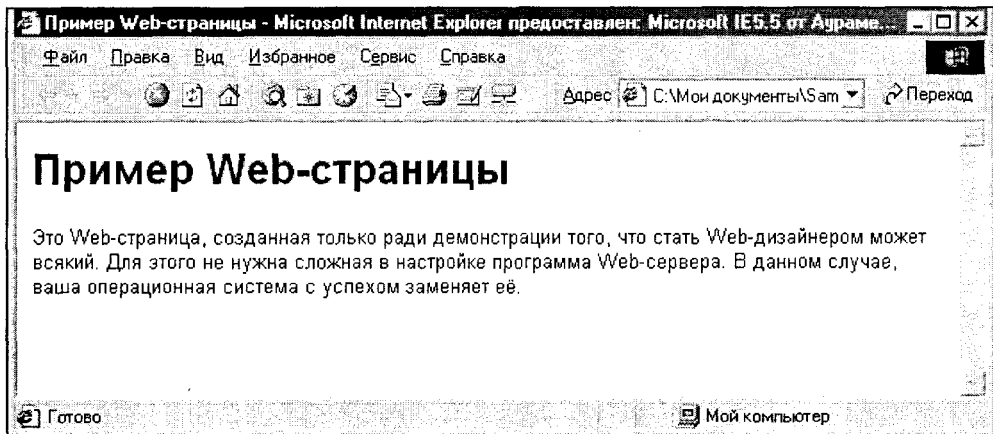 Пример Web-страницы - Microsoft Internet Explorer предоставлен: Microsoft IE5.5 от Аураме...
Файл Правка Вид Избранное Сервис Справка
Адрес C:\Мои документы\Sam Переход
Пример Web-страницы
Это Web-страница, созданная только ради демонстрации того, что стать Web-дизайнером может
всякий. Для этого не нужна сложная в настройке программа Web-сервера. В данном случае,
ваша операционная система с успехом заменяет её.
Готово Мой компьютер